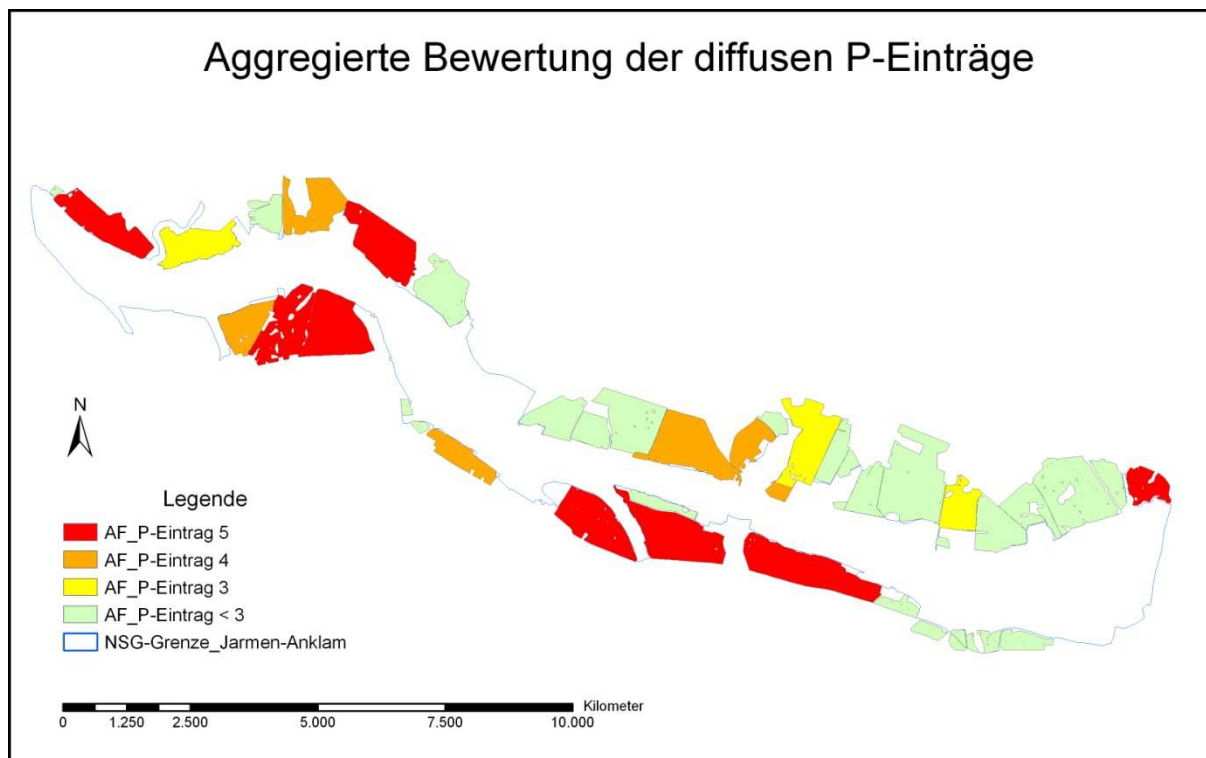 Aggregierte Bewertung der diffusen P-Einträge
N
Legende
AF_P-Eintrag 5
AF_P-Eintrag 4
AF_P-Eintrag 3
AF_P-Eintrag < 3
NSG-Grenze_Jarmen-Anklam
Kilometer
0 1.250 2.500 5.000 7.500 10.000